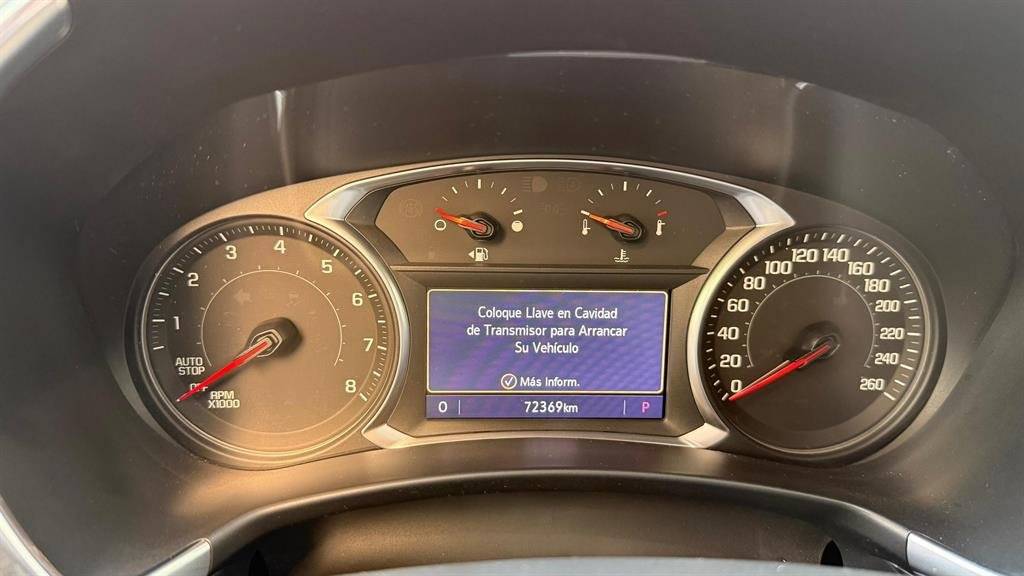 Coloque Llave en Cavidad
de Transmisor para Arrancar
Su Vehículo
Más Inform.
O 72369km P
1 2 3 4 5 6 7 8
AUTO
STOP
OFF
RPM
X1000
0 20 40 60 80 100 120 140 160 180 200 220 240 260